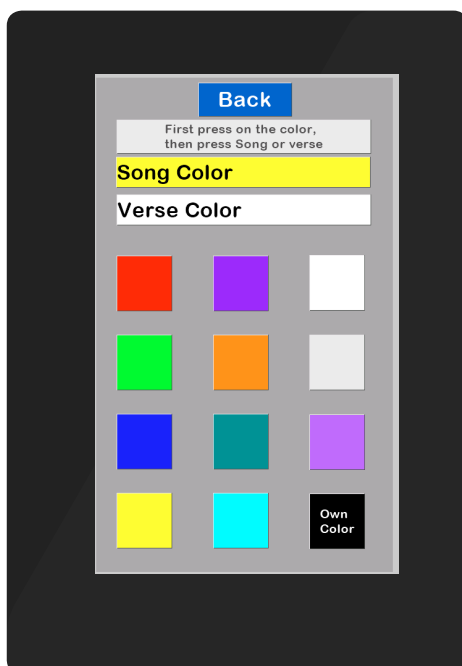 Back
First press on the color,
then press Song or verse
Song Color
Verse Color
Own
Color